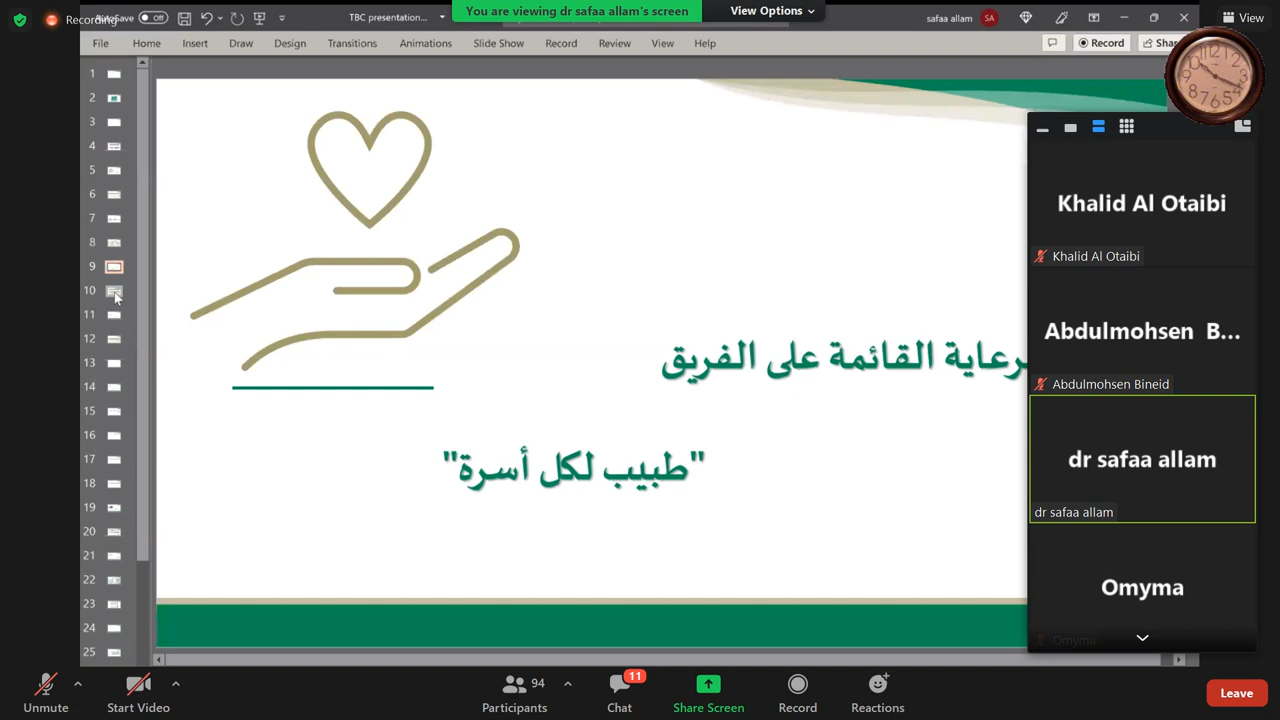 Recording
AutoSave Off
TBC presentation...
You are viewing dr safaa allam's screen
View Options
safaa allam
SA
View
File Home Insert Draw Design Transitions Animations Slide Show Record Review View Help
Record
1
2
3
4
5
6
7
8
9
10
11
12
13
14
15
16
17
18
19
20
21
22
23
24
25
لرعاية القائمة على الفريق
"طبيب لكل أسرة"
Khalid Al Otaibi
Khalid Al Otaibi
Abdulmohsen B...
Abdulmohsen Bineid
dr safaa allam
dr safaa allam
Omyma
Omyma
Unmute
Start Video
94
Participants
11
Chat
Share Screen
Record
Reactions
Leave